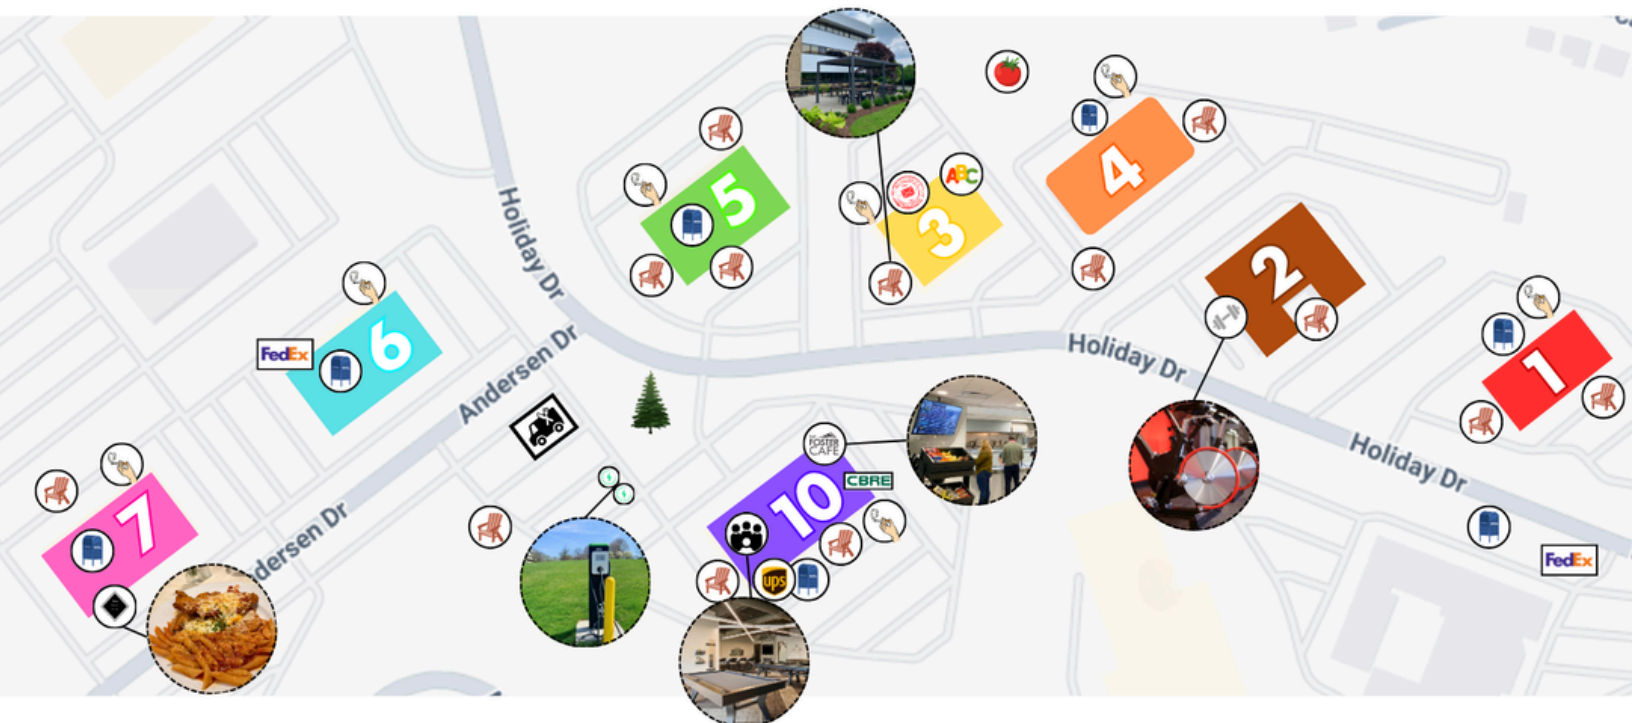 4
ABC
5
3
2
Holiday Dr
Holiday Dr
1
6
FedEx
Andersen Dr
Holiday Dr
FOSTER
CAFE
CBRE
10
7
ndersen Dr
ups
FedEx